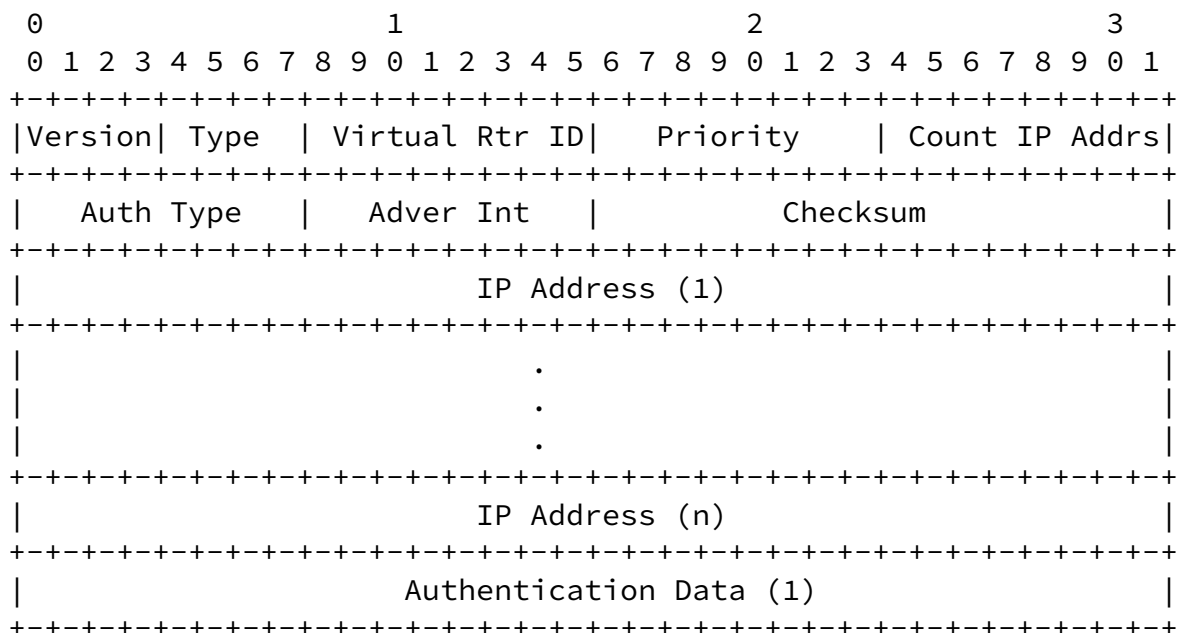 0                   1                   2                   3
 0 1 2 3 4 5 6 7 8 9 0 1 2 3 4 5 6 7 8 9 0 1 2 3 4 5 6 7 8 9 0 1
+-+-+-+-+-+-+-+-+-+-+-+-+-+-+-+-+-+-+-+-+-+-+-+-+-+-+-+-+-+-+-+-+
|Version| Type  | Virtual Rtr ID|   Priority    | Count IP Addrs|
+-+-+-+-+-+-+-+-+-+-+-+-+-+-+-+-+-+-+-+-+-+-+-+-+-+-+-+-+-+-+-+-+
|   Auth Type   |   Adver Int   |          Checksum             |
+-+-+-+-+-+-+-+-+-+-+-+-+-+-+-+-+-+-+-+-+-+-+-+-+-+-+-+-+-+-+-+-+
|                         IP Address (1)                        |
+-+-+-+-+-+-+-+-+-+-+-+-+-+-+-+-+-+-+-+-+-+-+-+-+-+-+-+-+-+-+-+-+
|                            .                                  |
|                            .                                  |
|                            .                                  |
+-+-+-+-+-+-+-+-+-+-+-+-+-+-+-+-+-+-+-+-+-+-+-+-+-+-+-+-+-+-+-+-+
|                         IP Address (n)                        |
+-+-+-+-+-+-+-+-+-+-+-+-+-+-+-+-+-+-+-+-+-+-+-+-+-+-+-+-+-+-+-+-+
|                     Authentication Data (1)                   |
+-+-+-+-+-+-+-+-+-+-+-+-+-+-+-+-+-+-+-+-+-+-+-+-+-+-+-+-+-+-+-+-+